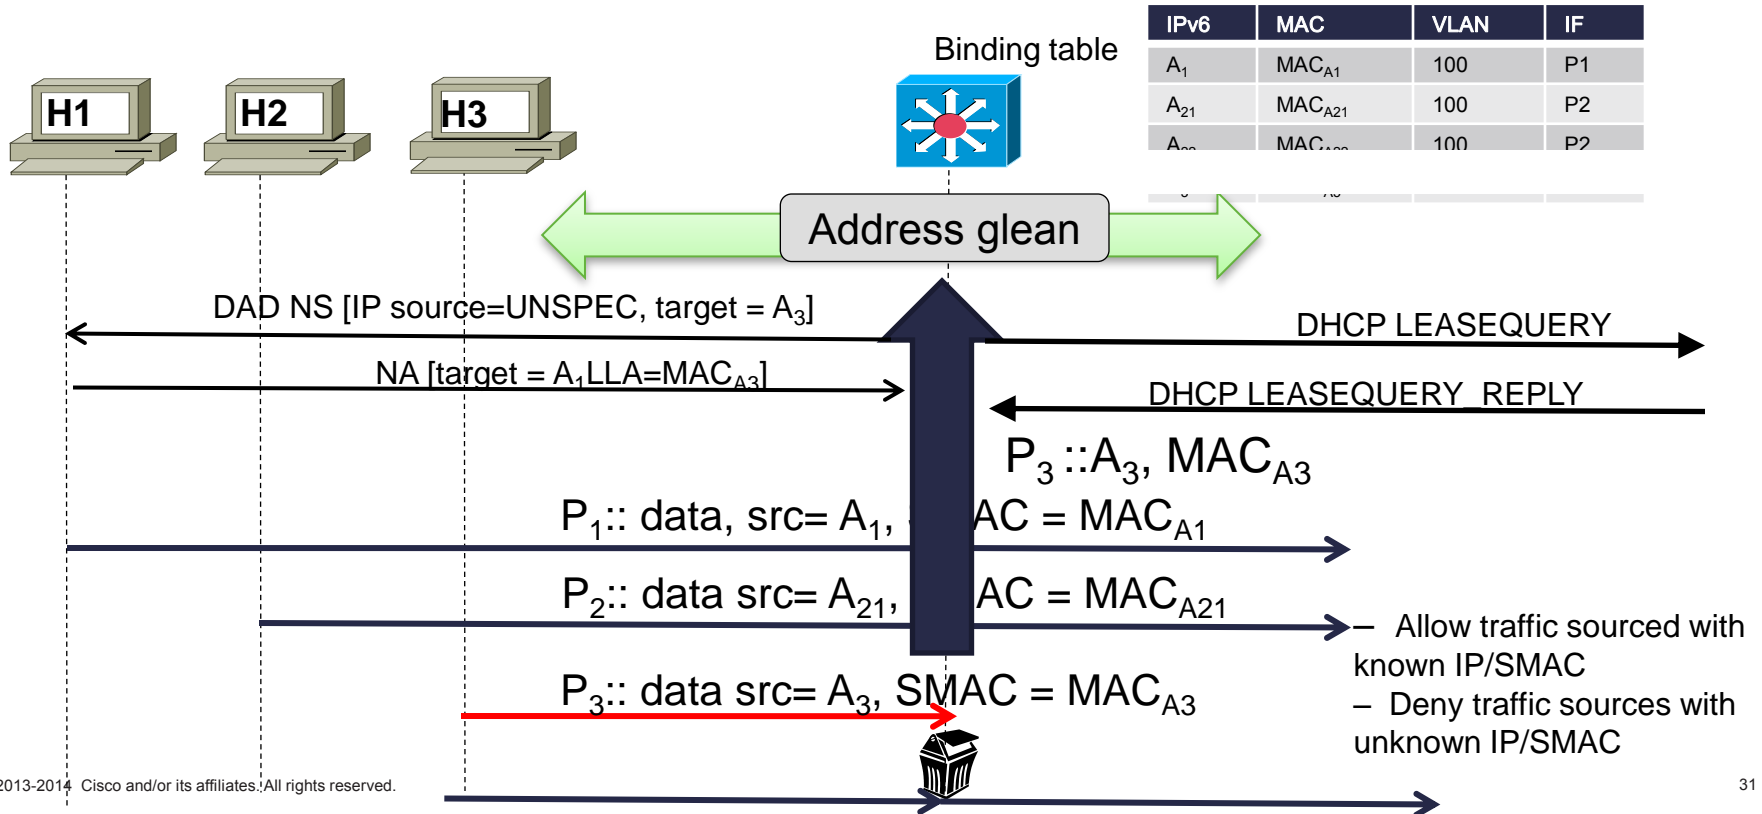 IPv6 MAC VLAN IF
Binding table
A1 MACA1 100 P1
A21 MACA21 100 P2
100 P2
H1 H2 H3
Address glean
DAD NS [IP source=UNSPEC, target = A3]
DHCP LEASEQUERY
NA [target = A1LLA=MACA3]
DHCP LEASEQUERY_REPLY
P3 ::A3, MACA3
P1:: data, src= A1, AC = MACA1
P2:: data src= A21, AC = MACA21
– Allow traffic sourced with
known IP/SMAC
P3:: data src= A3, SMAC = MACA3
– Deny traffic sources with
unknown IP/SMAC
2013-2014 Cisco and/or its affiliates. All rights reserved.
31